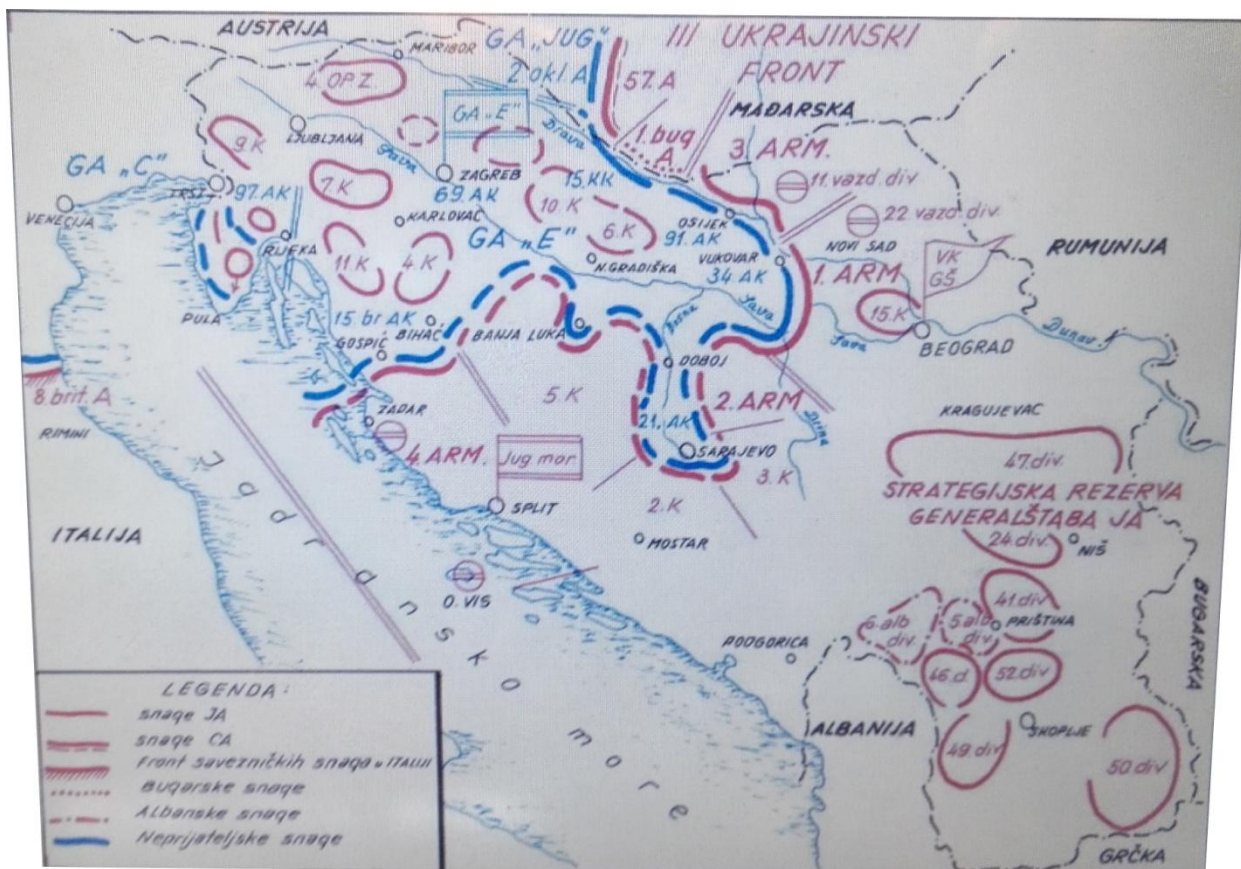 AUSTRIJA
MARIBOR
GA „JUG"
2 okl A
III UKRAJINSKI
FRONT
57. A
MAĐARSKA
4. OP Z.
GA „E"
Drava
1. bug
A
3. ARM.
LJUBLJANA
Sava
9. K
GA „C"
TRST
97. AK
7. K
ZAGREB
69. AK
15. KK
10. K
6. K
11. vazd. div
22 vazd. div.
OSIJEK
91. AK
NOVI SAD
RUMUNIJA
VENECIJA
KARLOVAC
GA „E"
RIJEKA
11 K
4 K
N. GRADIŠKA
VUKOVAR
34 AK
1. ARM
VK
GŠ
PULA
15 br AK
Bosna
Sava
15. K
BEOGRAD
Dunav
Sava
GOSPIĆ
BIHAĆ
BANJA LUKA
DOBOJ
8. brit. A
RIMINI
ZADAR
5. K
21. AK
2. ARM
Drina
KRAGUJEVAC
4. ARM.
Jug mor.
SARAJEVO
3. K
47. div.
STRATEGIJSKA REZERVA
GENERALŠTABA JA
SPLIT
2. K
MOSTAR
24. div.
NIŠ
ITALIJA
O. VIS
41. div
6. alb
div.
5. alb
div.
PRIŠTINA
BUGARSKA
PODGORICA
46. d.
52. div
ALBANIJA
SKOPLJE
49. div
50. div
GRČKA
Jadransko more
LEGENDA:
snage JA
snage CA
Front savezničkih snaga u ITALIJI
Bugarske snage
Albanske snage
Neprijateljske snage